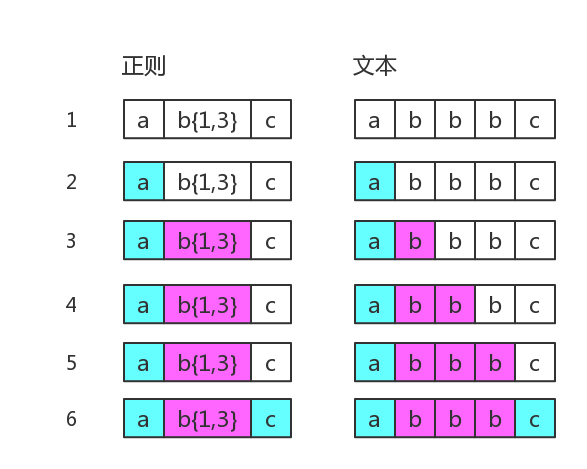 正则 文本
1 a b{1,3} c a b b b c
2 a b{1,3} c a b b b c
3 a b{1,3} c a b b b c
4 a b{1,3} c a b b b c
5 a b{1,3} c a b b b c
6 a b{1,3} c a b b b c